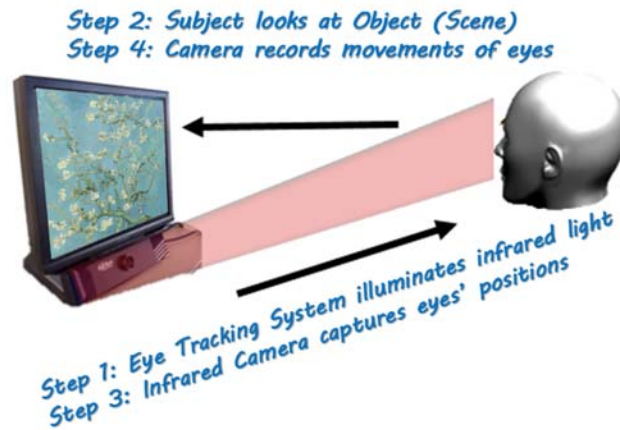 Step 2: Subject looks at Object (Scene)
Step 4: Camera records movements of eyes
Step 1: Eye Tracking System illuminates infrared light
Step 3: Infrared Camera captures eyes' positions